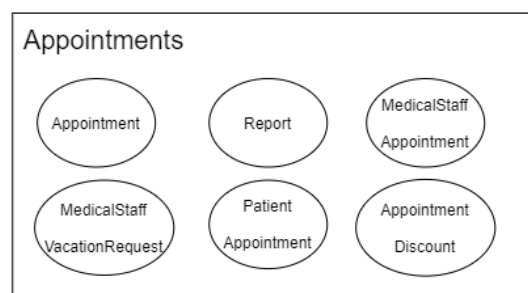 Appointments
Appointment
Report
MedicalStaff
Appointment
MedicalStaff
VacationRequest
Patient
Appointment
Appointment
Discount